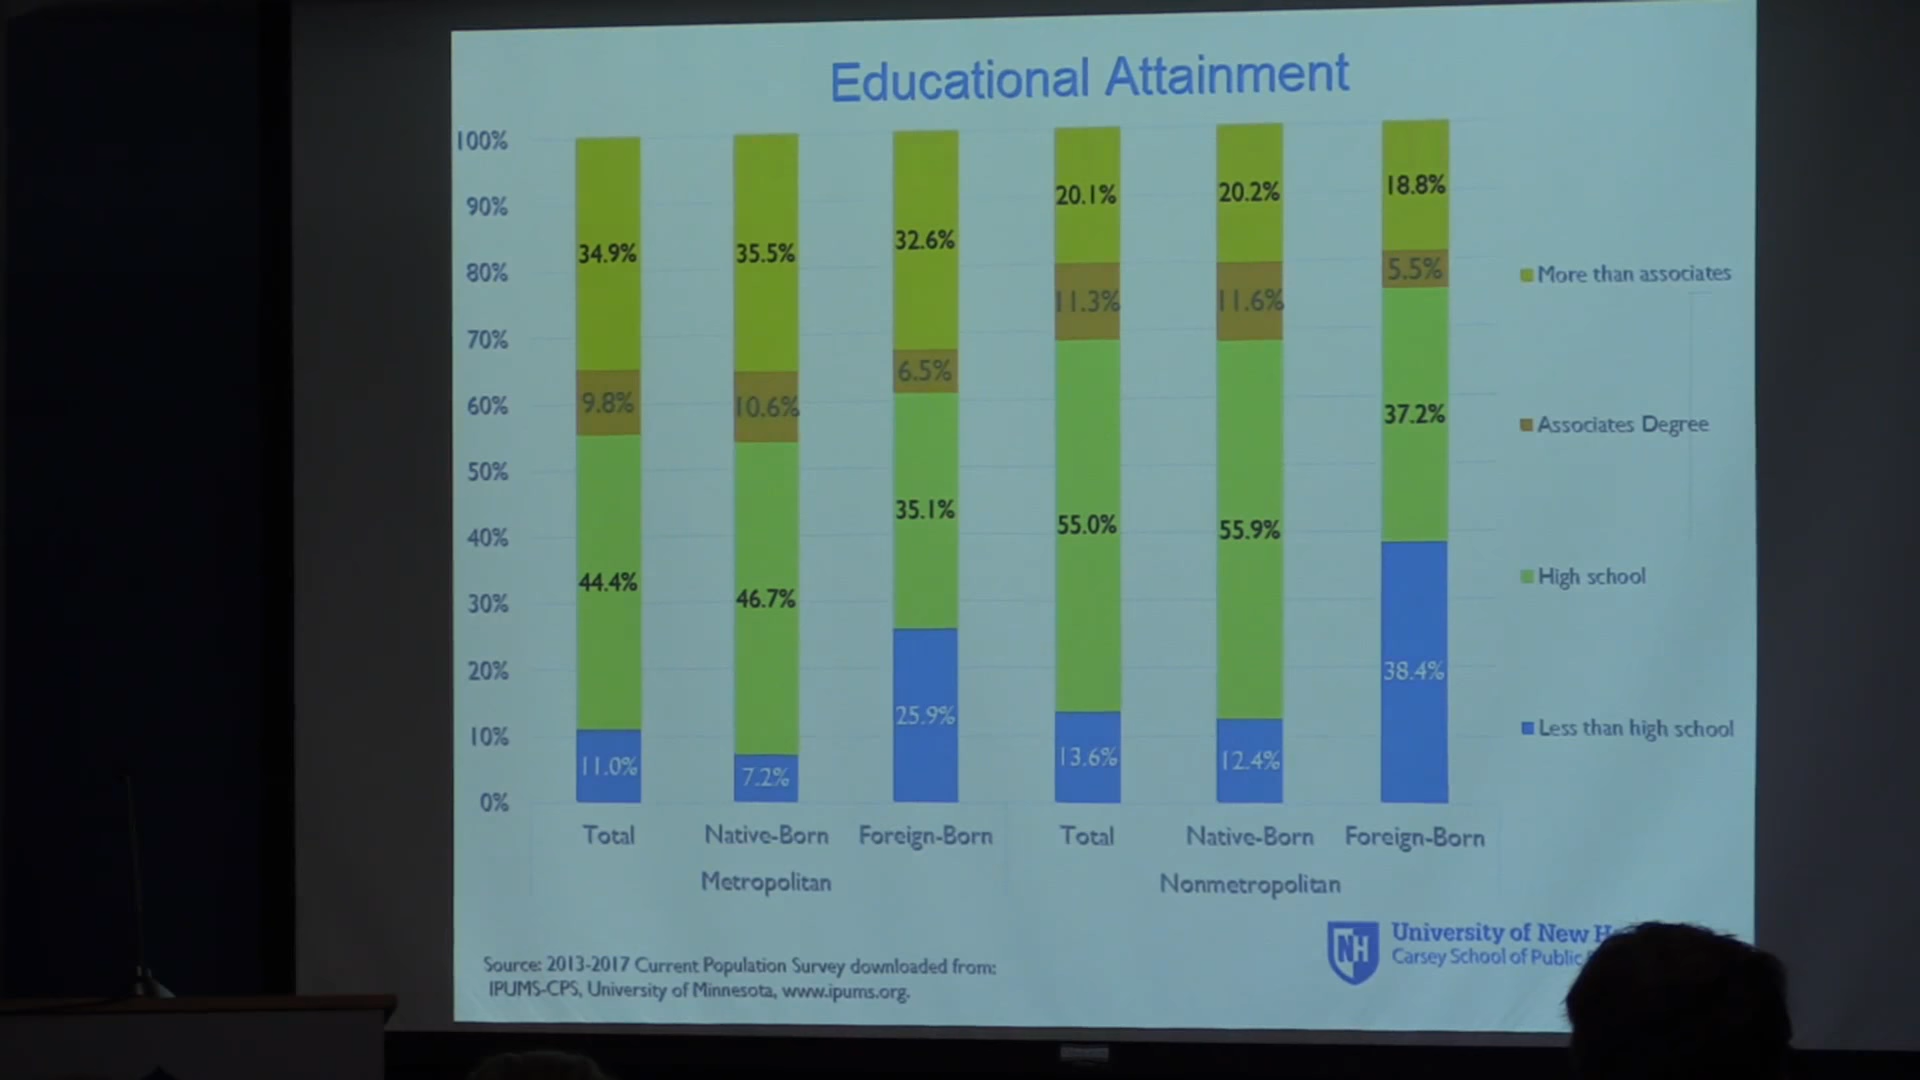 Educational Attainment
100%
90%
80%
70%
60%
50%
40%
30%
20%
10%
0%
34.9%
9.8%
44.4%
11.0%
35.5%
10.6%
46.7%
7.2%
32.6%
6.5%
35.1%
25.9%
20.1%
11.3%
55.0%
13.6%
20.2%
11.6%
55.9%
12.4%
18.8%
5.5%
37.2%
38.4%
More than associates
Associates Degree
High school
Less than high school
Total Native-Born Foreign-Born Total Native-Born Foreign-Born
Metropolitan Nonmetropolitan
Source: 2013-2017 Current Population Survey downloaded from:
IPUMS-CPS, University of Minnesota, www.ipums.org.
NH
University of New
Carsey School of Public